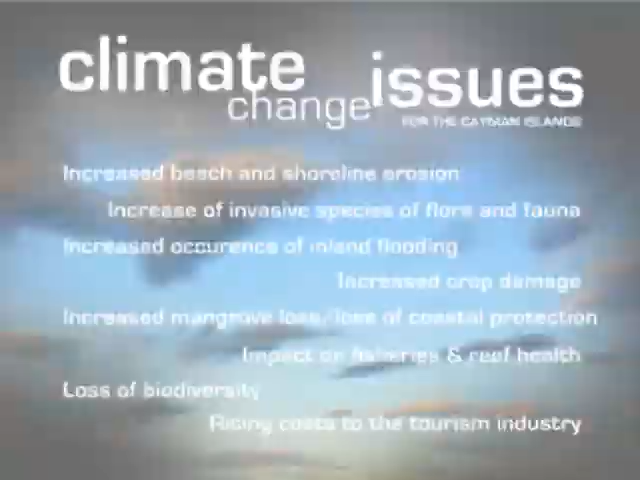 climate change issues
FOR THE CAYMAN ISLANDS
Increased beach and shoreline erosion
Increase of invasive species of flora and fauna
Increased occurence of inland flooding
Increased crop damage
Increased mangrove loss/loss of coastal protection
Impact on fisheries & reef health
Loss of biodiversity
Rising costs to the tourism industry